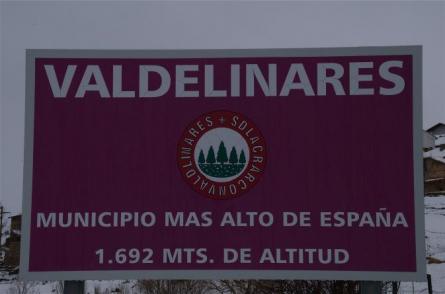 VALDELINARES
MUNICIPIO MAS ALTO DE ESPAÑA
1.692 MTS. DE ALTITUD